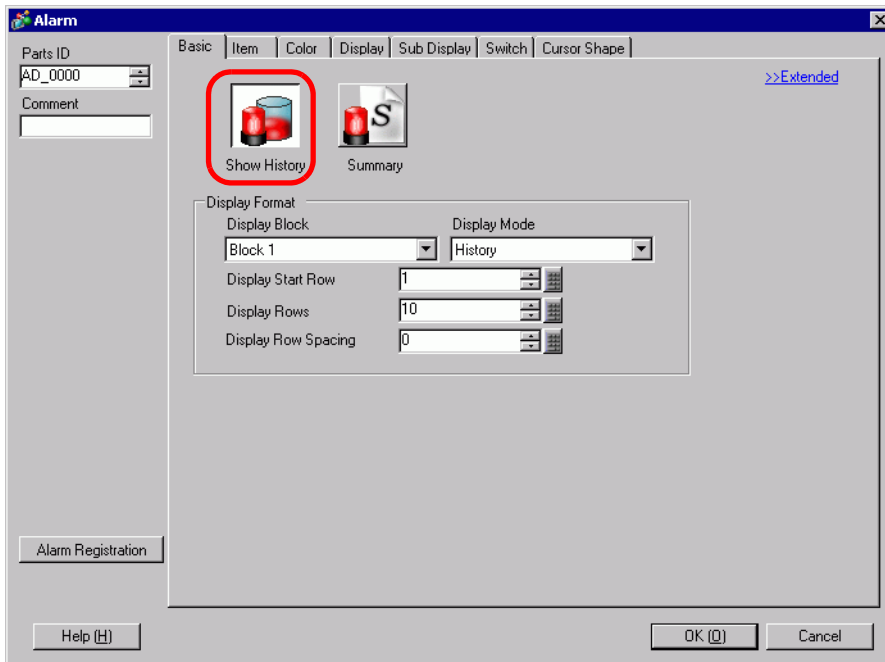 Alarm
Parts ID
AD_0000
Comment
Basic Item Color Display Sub Display Switch Cursor Shape
>>Extended
S
Show History Summary
Display Format
Display Block Display Mode
Block 1 History
Display Start Row 1
Display Rows 10
Display Row Spacing 0
Alarm Registration
Help (H) OK (O) Cancel